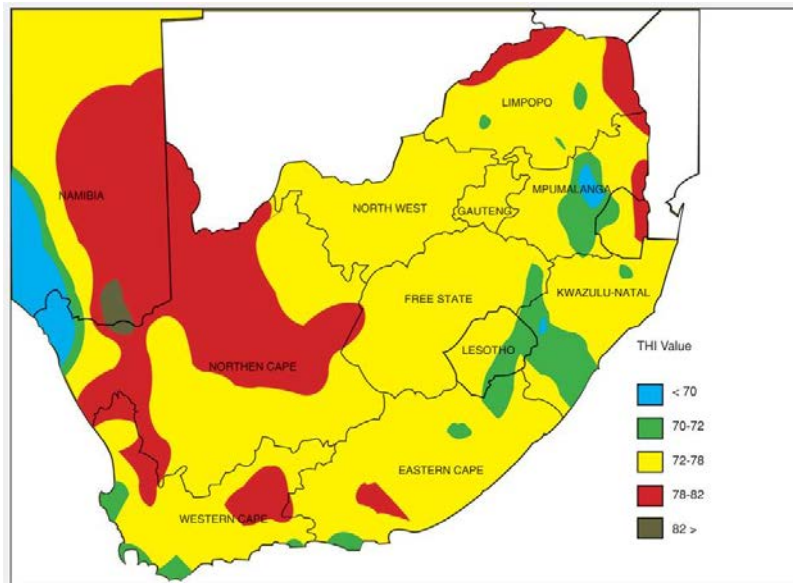 LIMPOPO
NAMIBIA
MPUMALANGA
NORTH WEST
GAUTENG
KWAZULU-NATAL
FREE STATE
LESOTHO
NORTHEN CAPE
EASTERN CAPE
WESTERN CAPE
THI Value
< 70
70-72
72-78
78-82
82 >